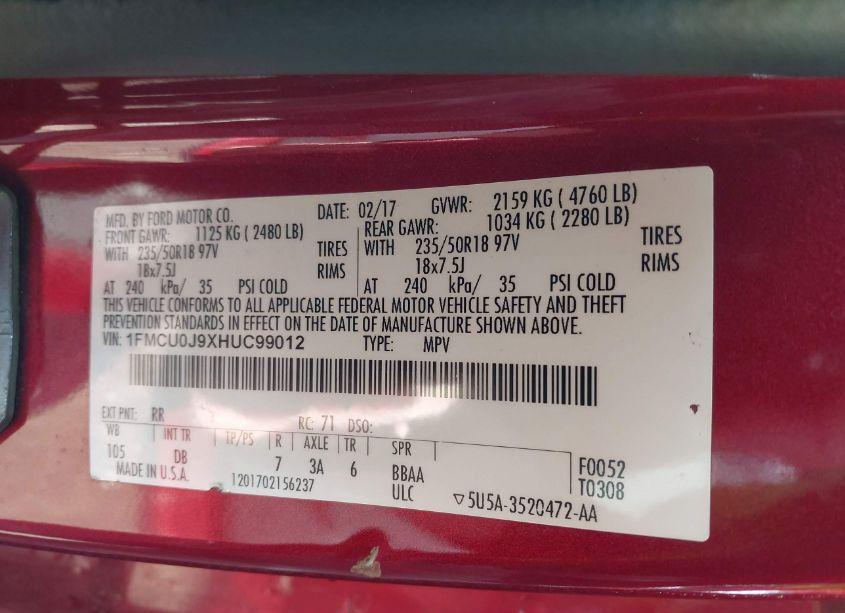 MFD. BY FORD MOTOR CO. DATE: 02/17 GVWR: 2159 KG ( 4760 LB)
FRONT GAWR: 1125 KG ( 2480 LB) REAR GAWR: 1034 KG ( 2280 LB)
WITH 235/50R18 97V TIRES WITH 235/50R18 97V TIRES
18x7.5J RIMS 18x7.5J RIMS
AT 240 kPa/ 35 PSI COLD AT 240 kPa/ 35 PSI COLD
THIS VEHICLE CONFORMS TO ALL APPLICABLE FEDERAL MOTOR VEHICLE SAFETY AND THEFT
PREVENTION STANDARDS IN EFFECT ON THE DATE OF MANUFACTURE SHOWN ABOVE.
VIN: 1FMCU0J9XHUC99012 TYPE: MPV
EXT PNT: RR RC: 71 DSO:
WB INT TR TP/PS R AXLE TR SPR
105 DB 7 3A 6 BBAA F0052
MADE IN U.S.A. 1201702156237 ULC ▽5U5A-3520472-AA T0308